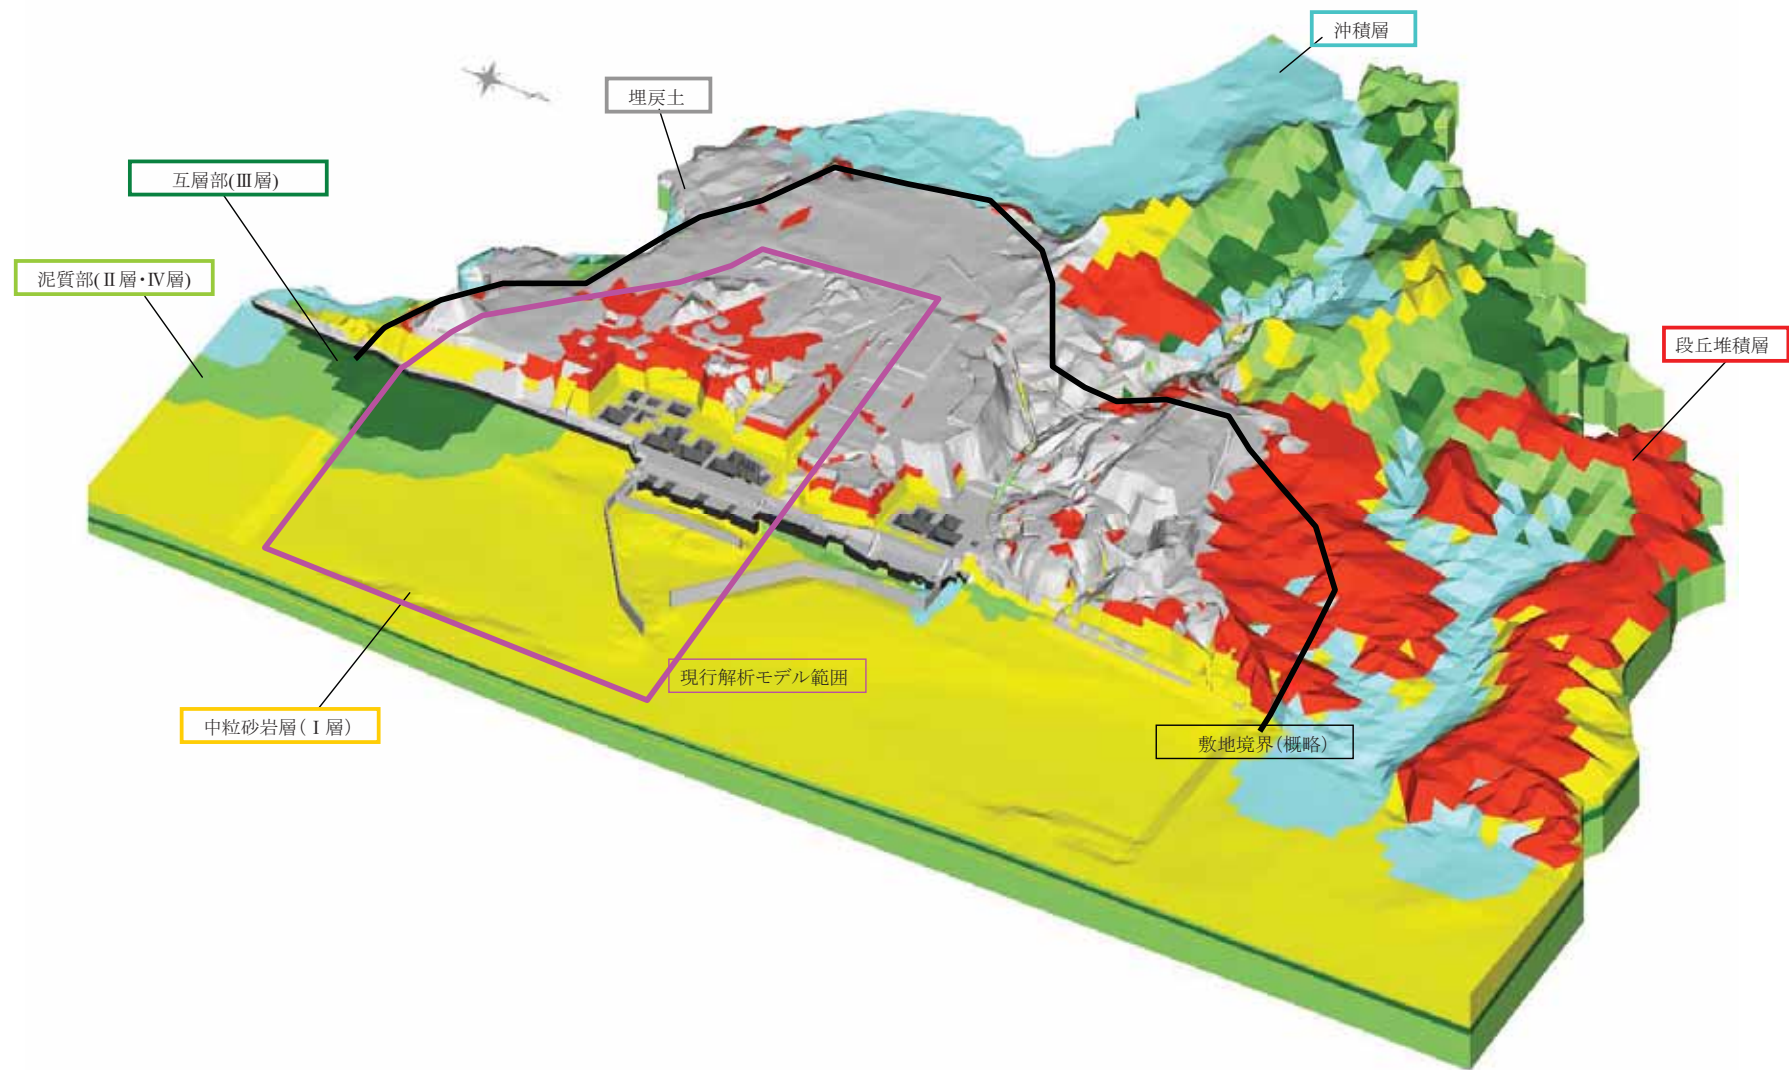 沖積層
埋戻土
互層部(Ⅲ層)
泥質部(Ⅱ層・Ⅳ層)
段丘堆積層
現行解析モデル範囲
中粒砂岩層(Ⅰ層)
敷地境界(概略)